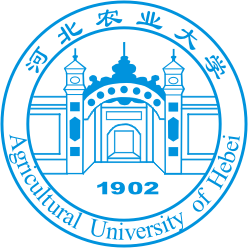 河北农业大学
1902
Agricultural University of Hebei